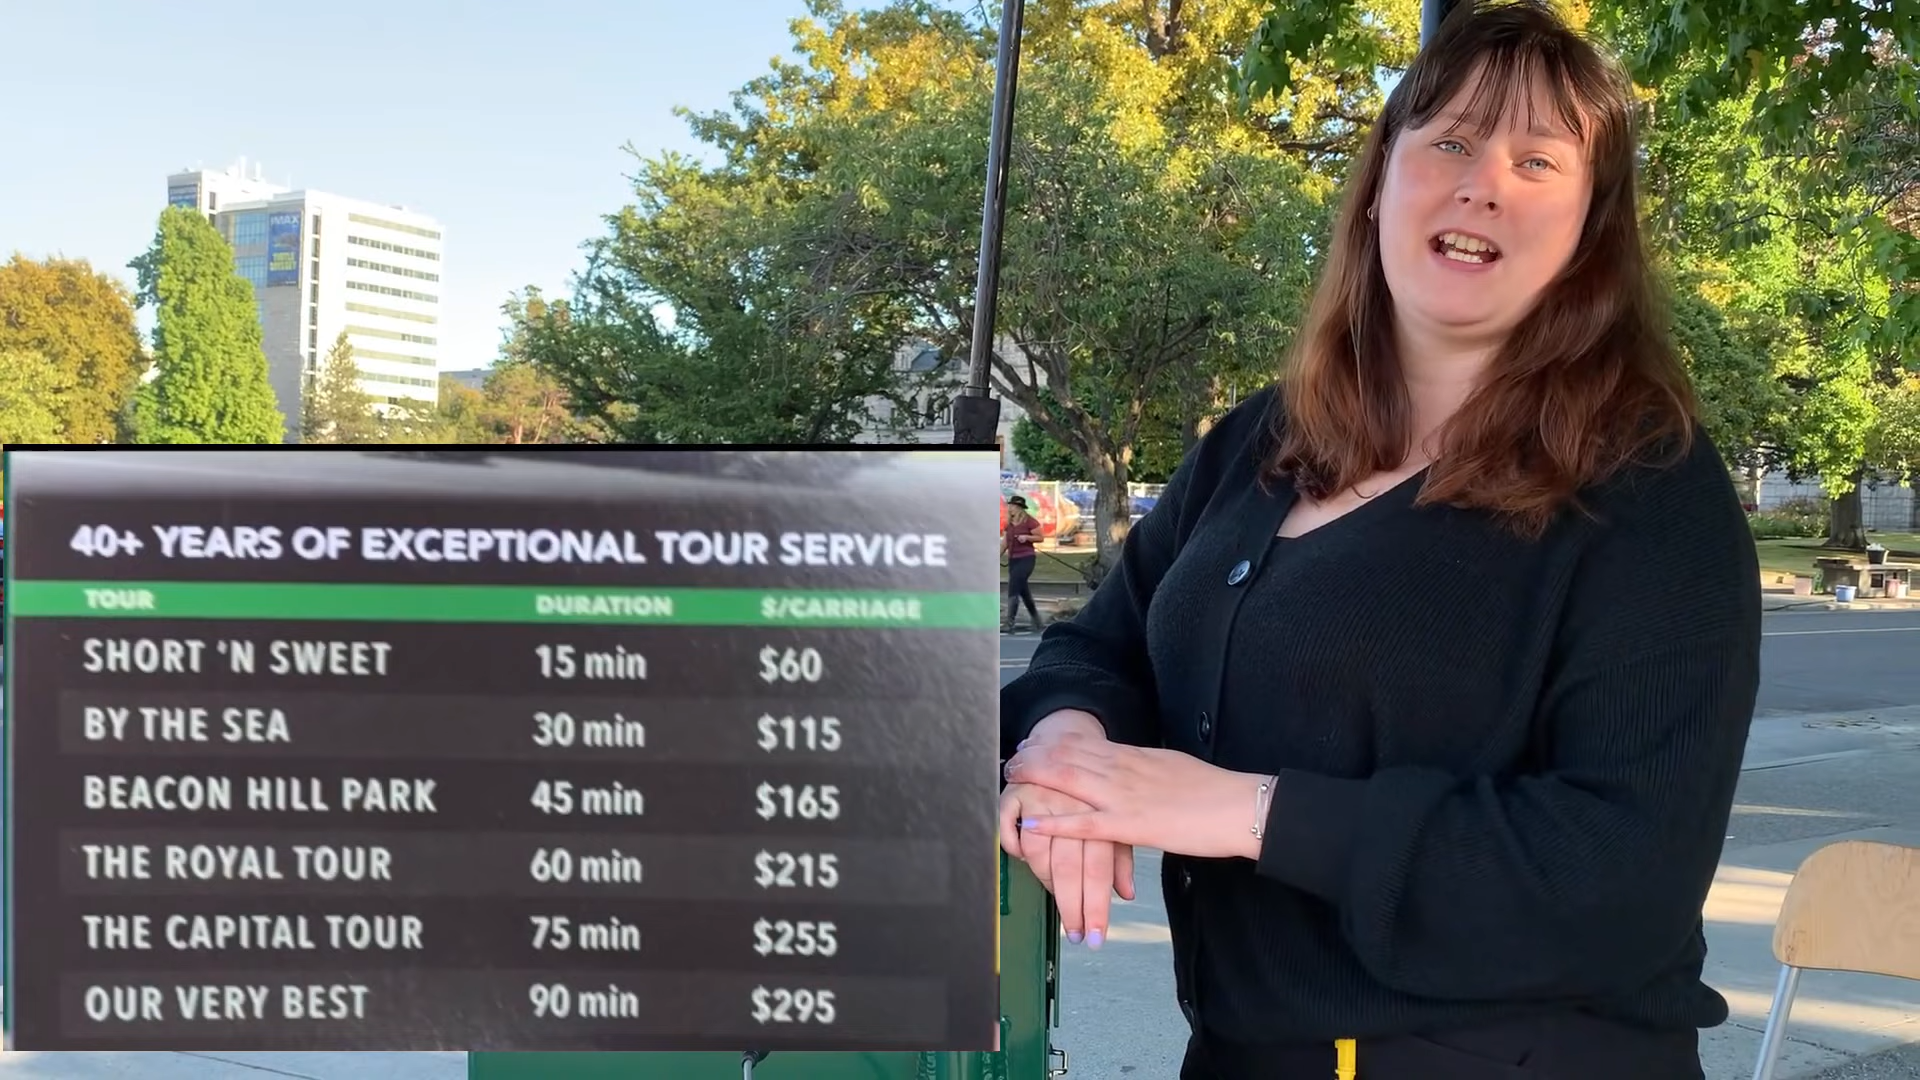 IMAX
40+ YEARS OF EXCEPTIONAL TOUR SERVICE
TOUR DURATION $/CARRIAGE
SHORT 'N SWEET 15 min $60
BY THE SEA 30 min $115
BEACON HILL PARK 45 min $165
THE ROYAL TOUR 60 min $215
THE CAPITAL TOUR 75 min $255
OUR VERY BEST 90 min $295